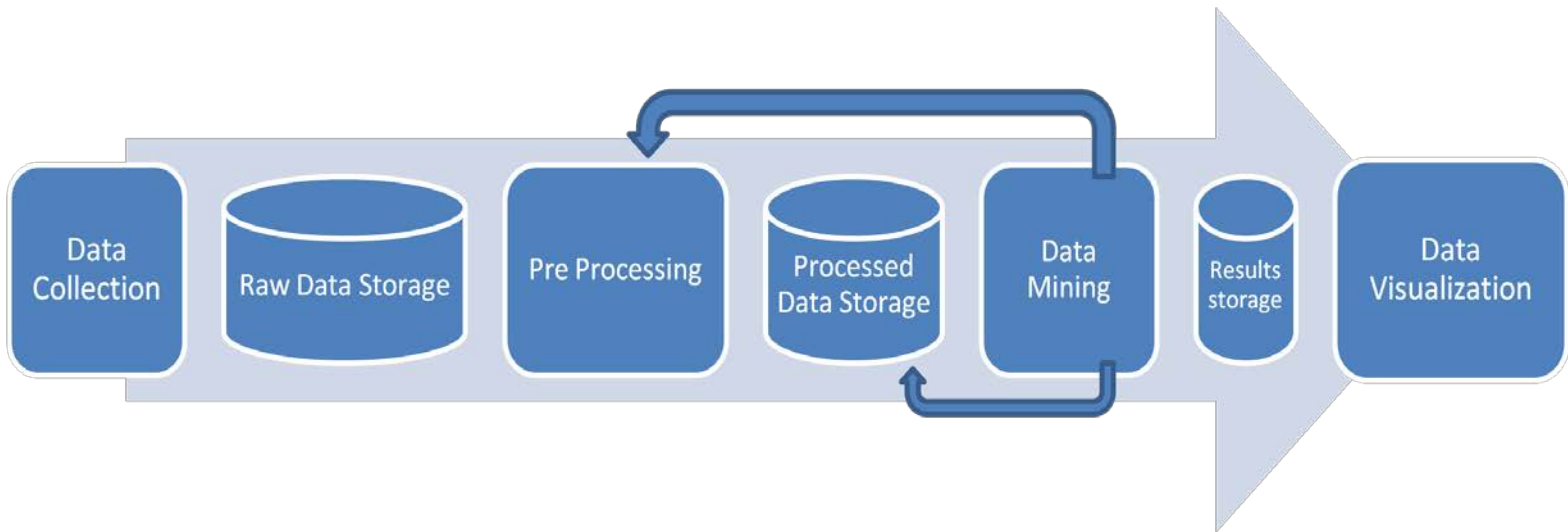 Data
Collection
Raw Data Storage
Pre Processing
Processed
Data Storage
Data
Mining
Results
storage
Data
Visualization